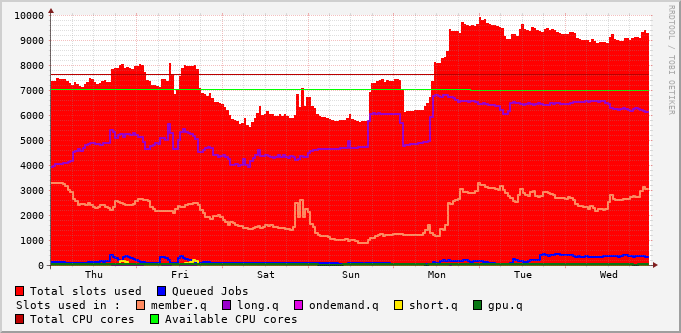 10000
9000
8000
7000
6000
5000
4000
3000
2000
1000
0
Thu Fri Sat Sun Mon Tue Wed
RRDTOOL / TOBI OETIKER
Total slots used Queued Jobs
Slots used in : member.q long.q ondemand.q short.q gpu.q
Total CPU cores Available CPU cores